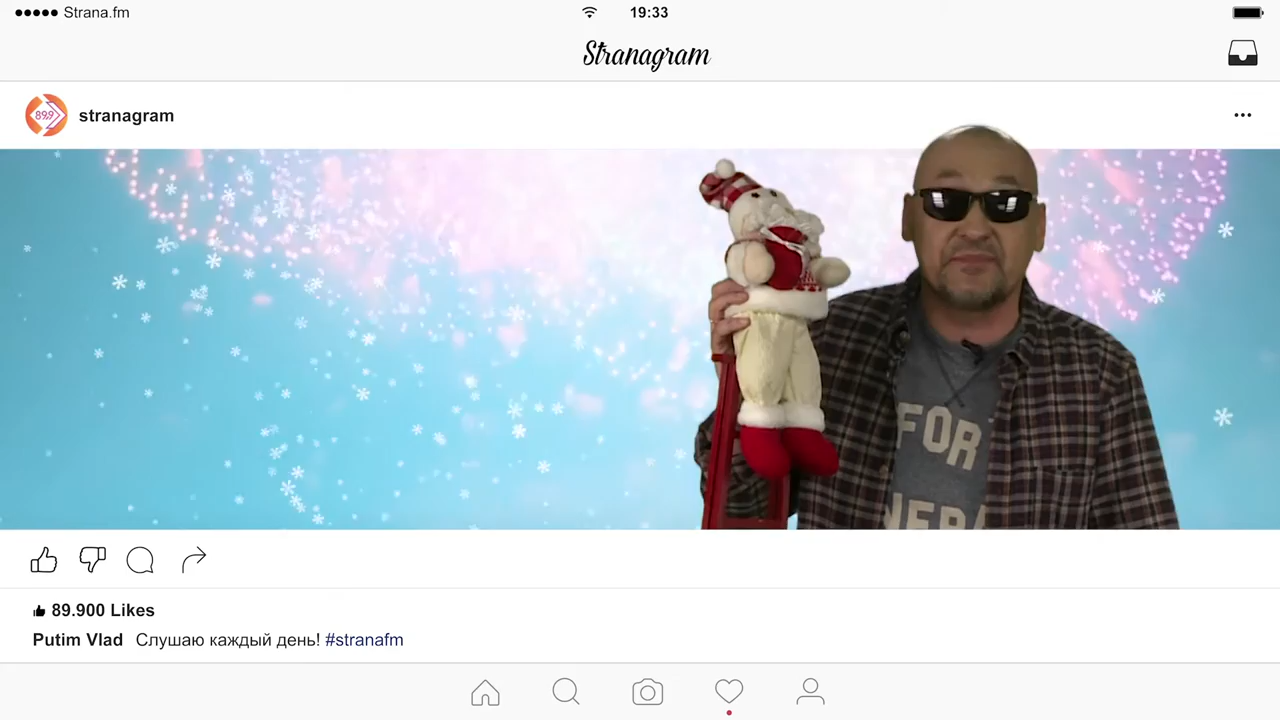 Strana.fm
19:33
Stranagram
89.9
stranagram
FOR
89.900 Likes
Putim Vlad Слушаю каждый день! #stranafm